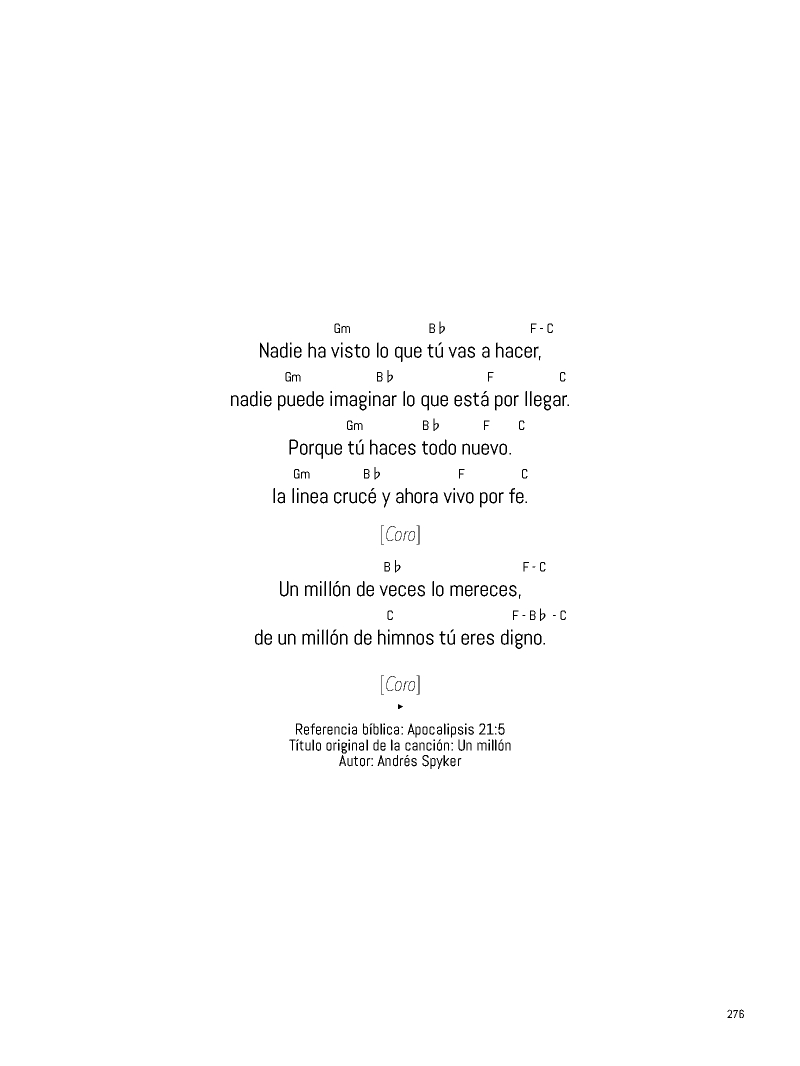 Gm B♭ F - C
Nadie ha visto lo que tú vas a hacer,
Gm B♭ F C
nadie puede imaginar lo que está por llegar.
Gm B♭ F C
Porque tú haces todo nuevo.
Gm B♭ F C
la linea crucé y ahora vivo por fe.
[Coro]
B♭ F - C
Un millón de veces lo mereces,
C F - B♭ - C
de un millón de himnos tú eres digno.
[Coro]
Referencia bíblica: Apocalipsis 21:5
Título original de la canción: Un millón
Autor: Andrés Spyker
276